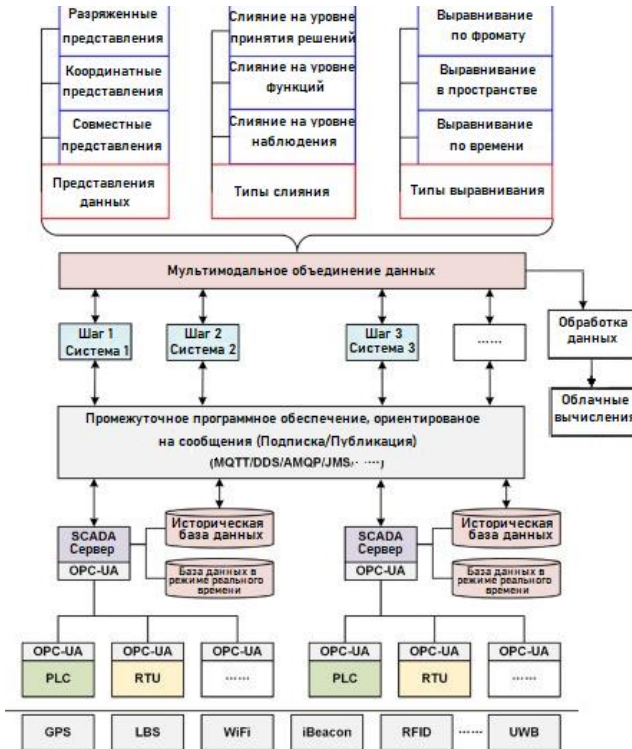 Разряженные
представления
Слияние на уровне
принятия решений
Выравнивание
по фромату
Координатные
представления
Слияние на уровне
функций
Выравнивание
в пространстве
Совместные
представления
Слияние на уровне
наблюдения
Выравнивание
по времени
Представления
данных
Типы слияния
Типы выравнивания
Мультимодальное объединение данных
Шаг 1
Система 1
Шаг 2
Система 2
Шаг 3
Система 3
······
Обработка
данных
Облачные
вычисления
Промежуточное программное обеспечение, ориентированое
на сообщения (Подписка/Публикация)
(MQTT/DDS/AMQP/JMS/· ····)
SCADA
Сервер
OPC-UA
Историческая
база данных
База данных в
режиме реального
времени
SCADA
Сервер
OPC-UA
Историческая
база данных
База данных в
режиме реального
времени
OPC-UA
PLC
OPC-UA
RTU
OPC-UA
······
OPC-UA
PLC
OPC-UA
RTU
OPC-UA
······
GPS
LBS
WiFi
iBeacon
RFID
······
UWB